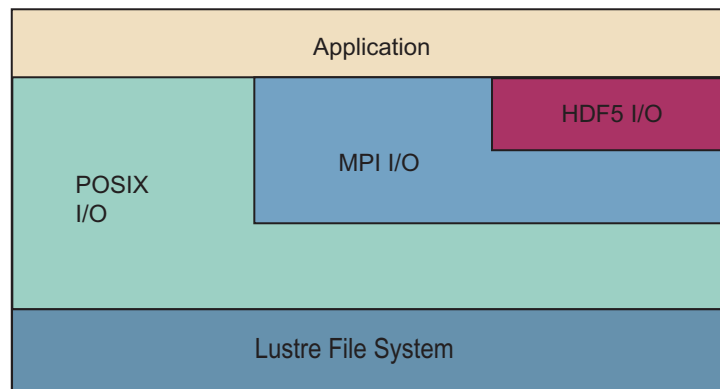 Application
HDF5 I/O
MPI I/O
POSIX
I/O
Lustre File System